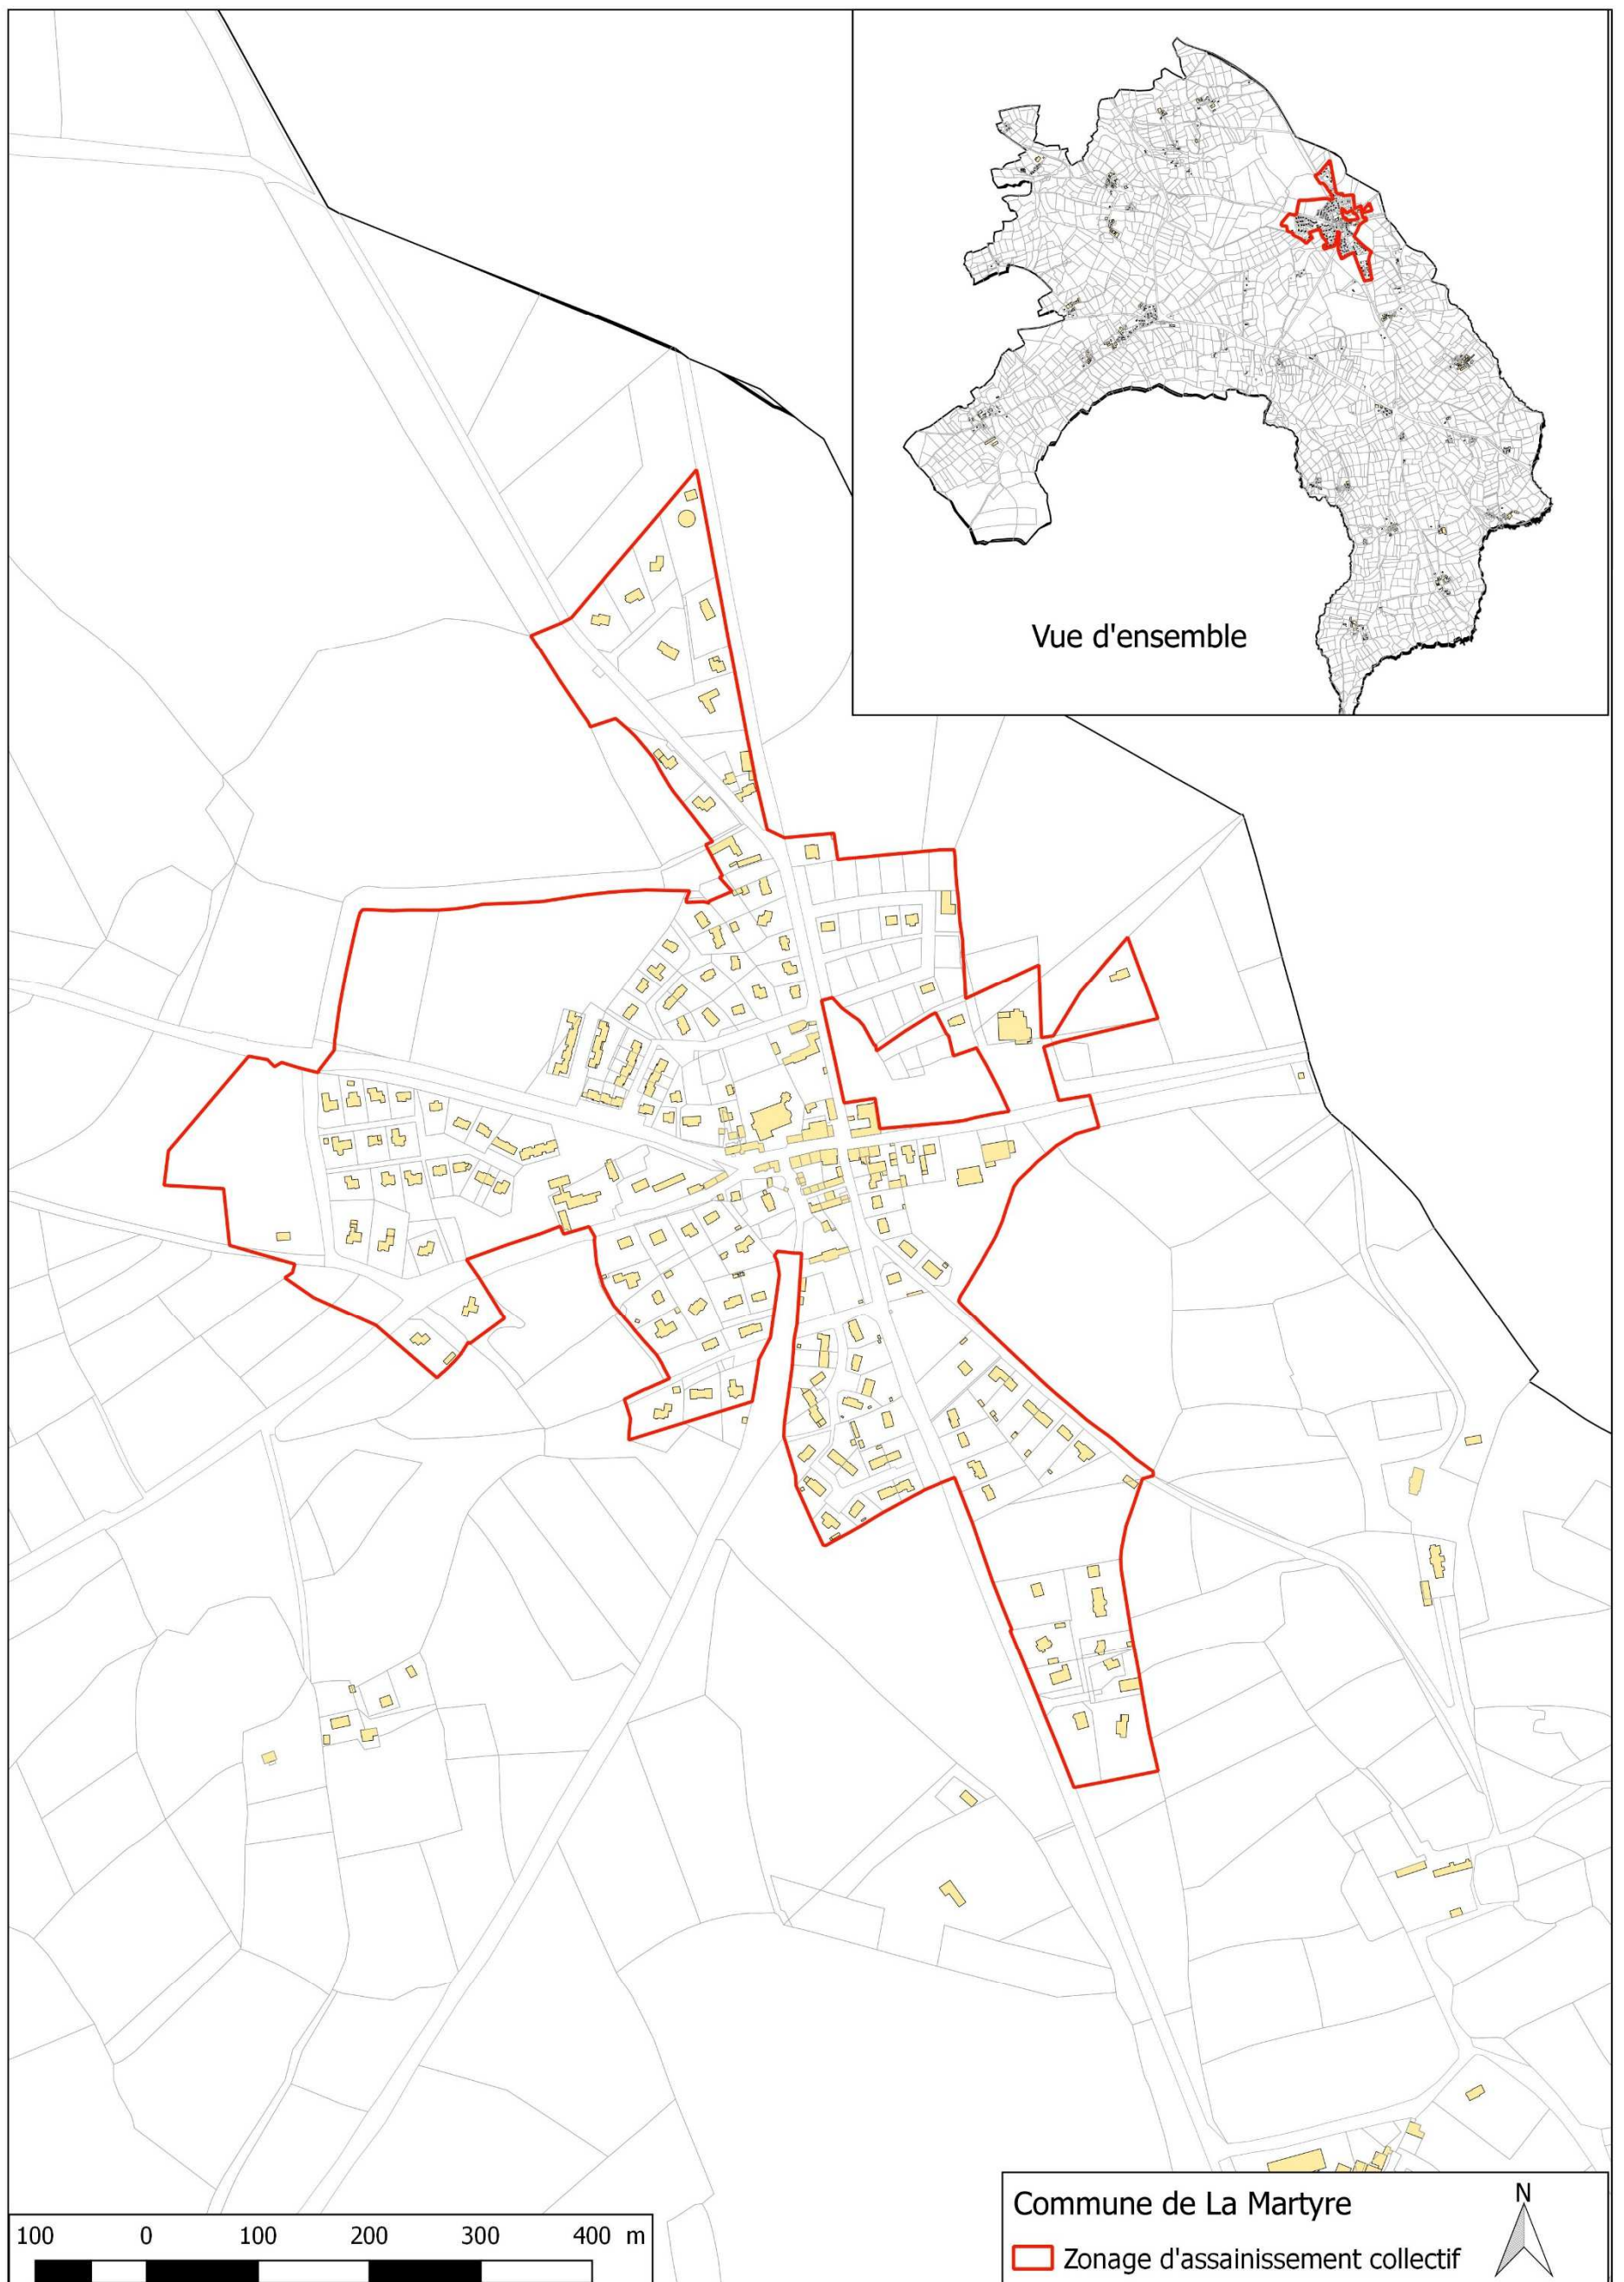 Vue d'ensemble
Commune de La Martyre
N
Zonage d'assainissement collectif
100 0 100 200 300 400 m